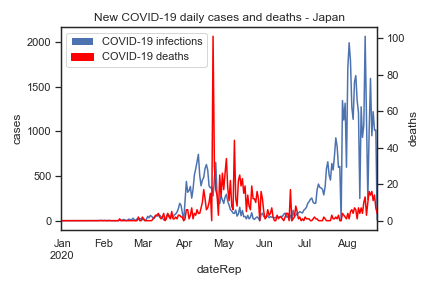 New COVID-19 daily cases and deaths - Japan
COVID-19 infections
COVID-19 deaths
2000
1500
1000
500
0
cases
100
80
60
40
20
0
deaths
Jan Feb Mar Apr May Jun Jul Aug
2020
dateRep